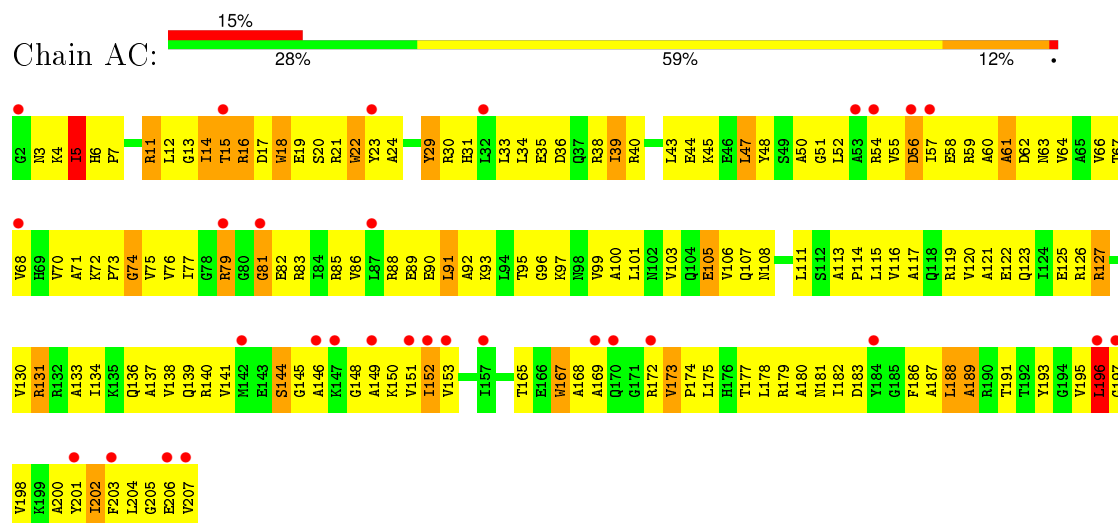 15%
Chain AC:
28% 59% 12% •
G2 N3 K4 I5 H6 P7 R11 L12 G13 I14 T15 R16 D17 W18 E19 S20 R21 W22 Y23 A24 Y29 R30 H31 L32 L33 L34 E35 D36 Q37 R38 I39 R40 L43 E44 K45 E46 L47 Y48 S49 A50 G51 L52 A53 R54 V55 D56 I57 E58 R59 A60 A61 D62 N63 V64 A65 V66 T67
V68 H69 V70 A71 K72 P73 G74 V75 V76 I77 G78 R79 G80 G81 E82 R83 I84 R85 V86 L87 R88 E89 E90 L91 A92 K93 L94 T95 G96 K97 N98 V99 A100 L101 N102 V103 Q104 E105 V106 Q107 N108 L111 S112 A113 P114 L115 V116 A117 Q118 R119 V120 A121 E122 Q123 I124 E125 R126 R127
V130 R131 R132 A133 I134 K135 Q136 A137 V138 Q139 R140 V141 M142 E143 S144 G145 A146 K147 G148 A149 K150 V151 I152 V153 I157 T165 E166 W167 A168 A169 Q170 G171 R172 V173 P174 L175 H176 T177 L178 R179 A180 N181 I182 D183 Y184 G185 F186 A187 L188 A189 R190 T191 T192 Y193 G194 V195 L196 G197
V198 K199 A200 Y201 I202 F203 L204 G205 E206 V207